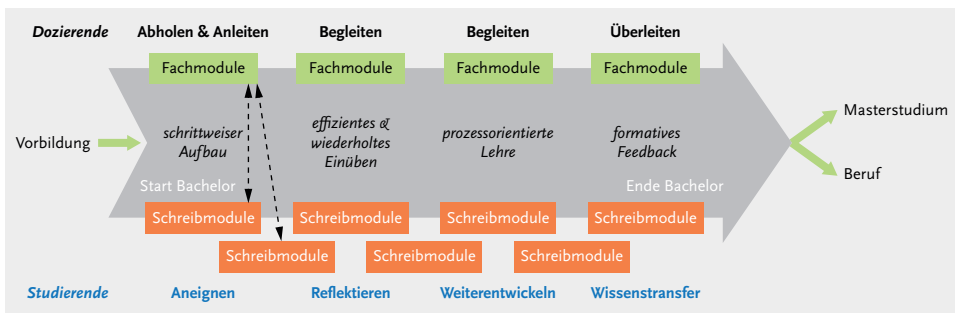 Dozierende Abholen & Anleiten Begleiten Begleiten Überleiten
Fachmodule Fachmodule Fachmodule Fachmodule
Vorbildung
schrittweiser
Aufbau
effizientes &
wiederholtes
Einüben
prozessorientierte
Lehre
formatives
Feedback
Masterstudium
Beruf
Start Bachelor Ende Bachelor
Schreibmodule Schreibmodule Schreibmodule Schreibmodule
Schreibmodule Schreibmodule Schreibmodule
Studierende Aneignen Reflektieren Weiterentwickeln Wissenstransfer